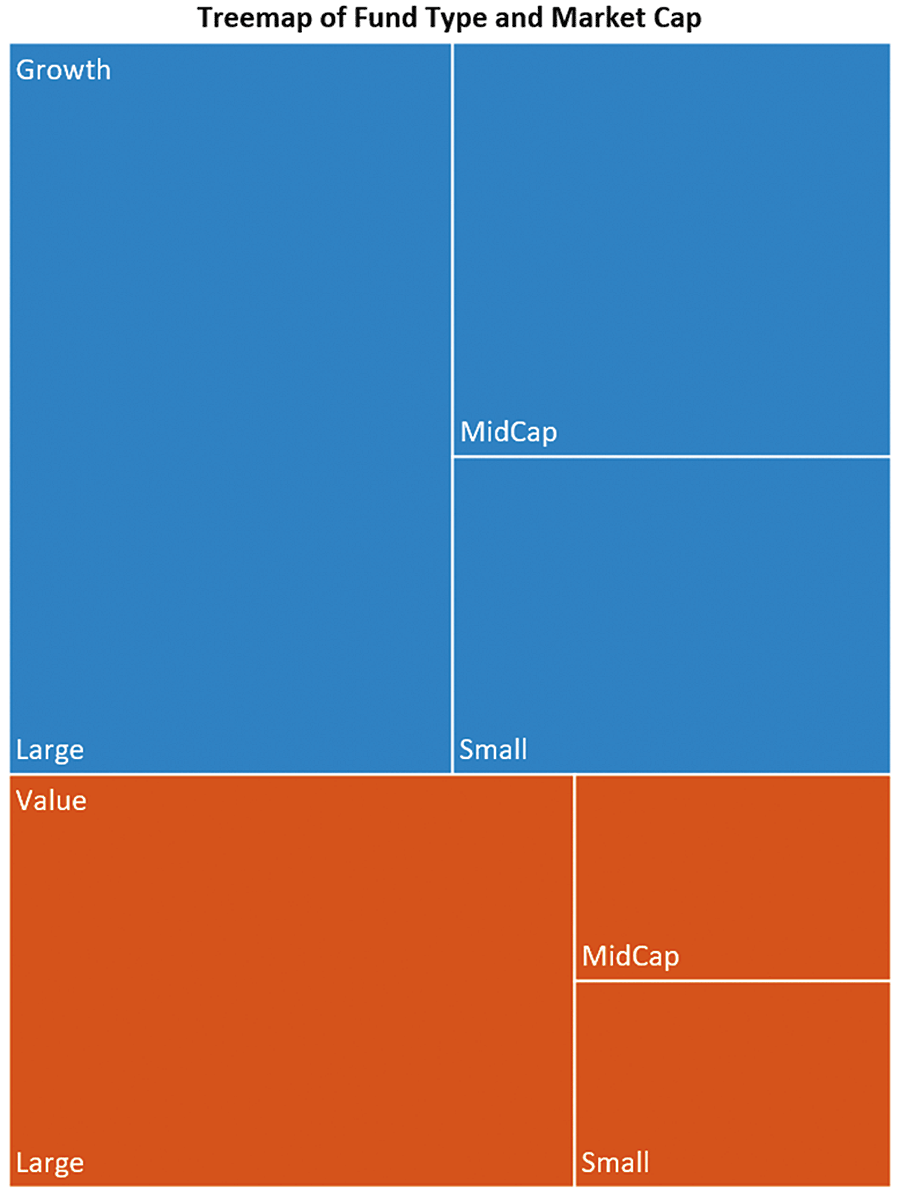 Treemap of Fund Type and Market Cap
Growth
MidCap
Large
Small
Value
MidCap
Large
Small